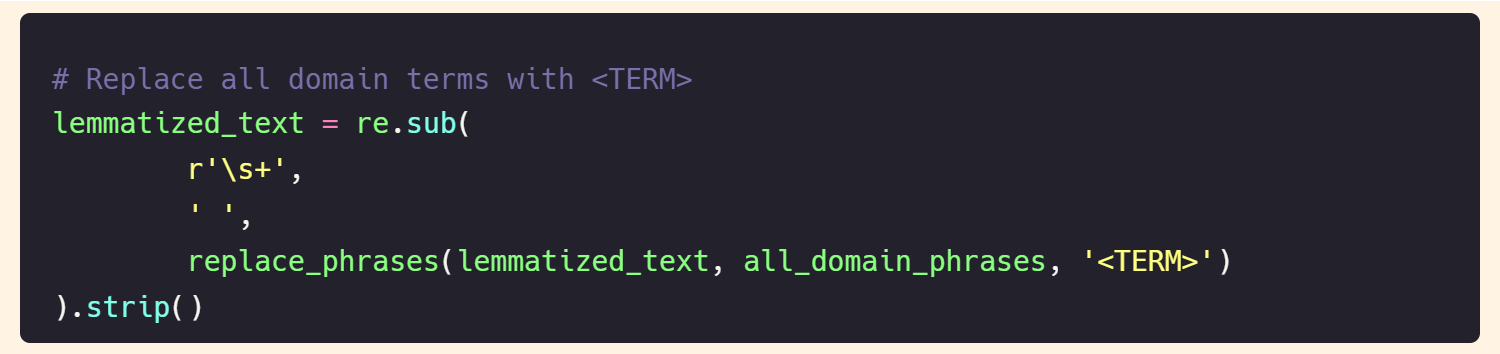 # Replace all domain terms with <TERM>
lemmatized_text = re.sub(
        r'\s+',
        ' ',
        replace_phrases(lemmatized_text, all_domain_phrases, '<TERM>')
).strip()